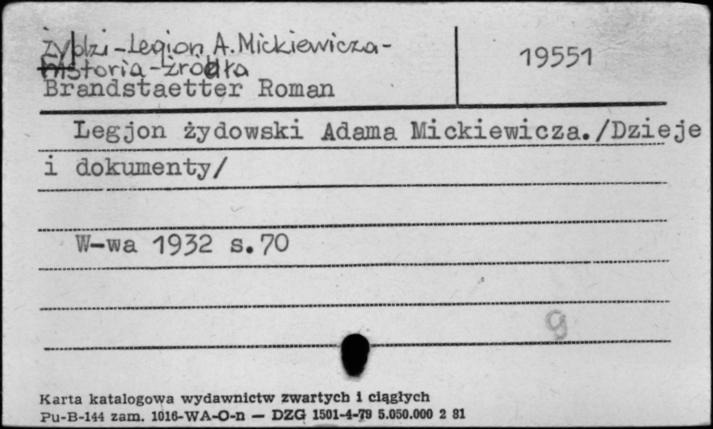 Żydzi-Legion A. Mickiewicza-
historia-źródła
19551
Brandstaetter Roman
Legjon żydowski Adama Mickiewicza./Dzieje
i dokumenty/
W-wa 1932 s.70
9
Karta katalogowa wydawnictw zwartych i ciągłych
Pu-B-144 zam. 1016-WA-O-n — DZG 1501-4-79 5.050.000 2 81